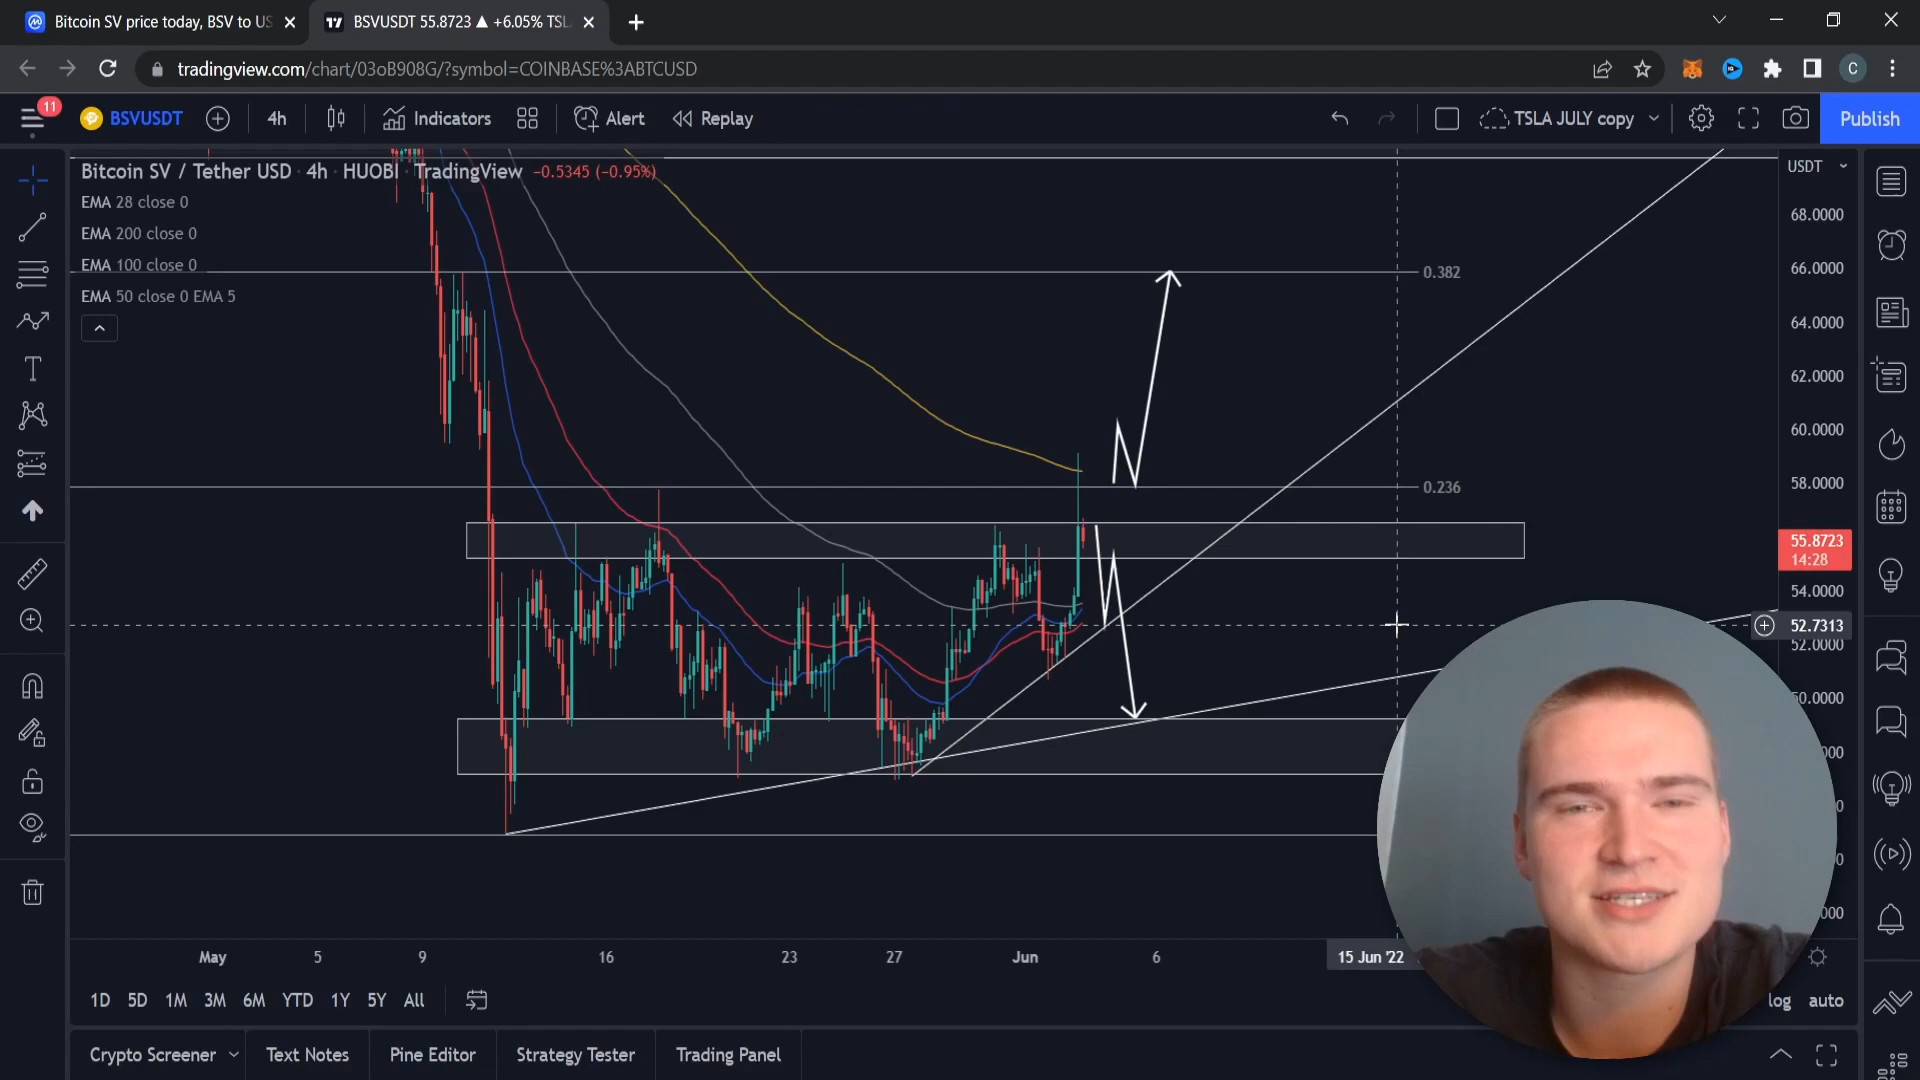 Bitcoin SV price today, BSV to US
BSVUSDT 55.8723 ▲ +6.05% TSL
tradingview.com/chart/03oB908G/?symbol=COINBASE%3ABTCUSD
C
11
BSVUSDT
4h
Indicators
Alert
Replay
TSLA JULY copy
Publish
Bitcoin SV / Tether USD · 4h · HUOBI · TradingView −0.5345 (−0.95%)
USDT
EMA 28 close 0
EMA 200 close 0
EMA 100 close 0
EMA 50 close 0 EMA 5
68.0000
66.0000
0.382
64.0000
62.0000
60.0000
58.0000
0.236
55.8723
14:28
54.0000
52.7313
52.0000
May
5
9
16
23
27
Jun
6
15 Jun '22
1D 5D 1M 3M 6M YTD 1Y 5Y All
log auto
Crypto Screener
Text Notes
Pine Editor
Strategy Tester
Trading Panel